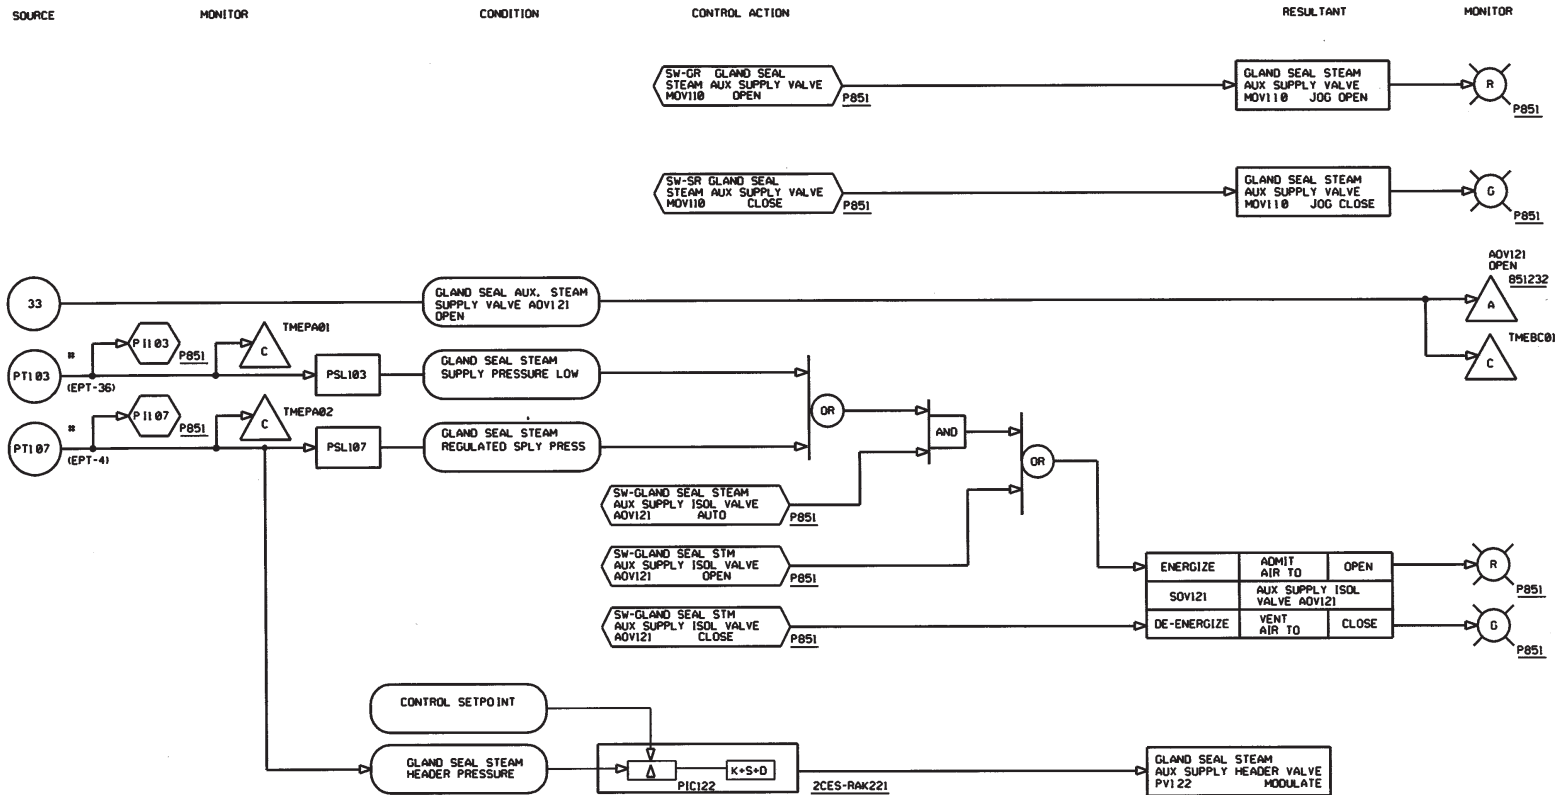 SOURCE
MONITOR
CONDITION
CONTROL ACTION
RESULTANT
MONITOR
SW-GR GLAND SEAL
STEAM AUX SUPPLY VALVE
MOV110 OPEN
P851
GLAND SEAL STEAM
AUX SUPPLY VALVE
MOV110 JOG OPEN
R
P851
SW-SR GLAND SEAL
STEAM AUX SUPPLY VALVE
MOV110 CLOSE
P851
GLAND SEAL STEAM
AUX SUPPLY VALVE
MOV110 JOG CLOSE
G
P851
33
GLAND SEAL AUX. STEAM
SUPPLY VALVE AOV121
OPEN
AOV121
OPEN
851232
A
TMEBC01
C
PT103
*
(EPT-36)
PI103
P851
TMEPA01
C
PSL103
GLAND SEAL STEAM
SUPPLY PRESSURE LOW
PT107
*
(EPT-4)
PI107
P851
TMEPA02
C
PSL107
GLAND SEAL STEAM
REGULATED SPLY PRESS
OR
AND
OR
SW-GLAND SEAL STEAM
AUX SUPPLY ISOL VALVE
AOV121 AUTO
P851
SW-GLAND SEAL STM
AUX SUPPLY ISOL VALVE
AOV121 OPEN
P851
SW-GLAND SEAL STM
AUX SUPPLY ISOL VALVE
AOV121 CLOSE
P851
ENERGIZE
ADMIT
AIR TO
OPEN
SOV121
AUX SUPPLY ISOL
VALVE AOV121
DE-ENERGIZE
VENT
AIR TO
CLOSE
R
P851
G
P851
CONTROL SETPOINT
GLAND SEAL STEAM
HEADER PRESSURE
Δ
K+S+D
PIC122
2CES-RAK221
GLAND SEAL STEAM
AUX SUPPLY HEADER VALVE
PV122 MODULATE